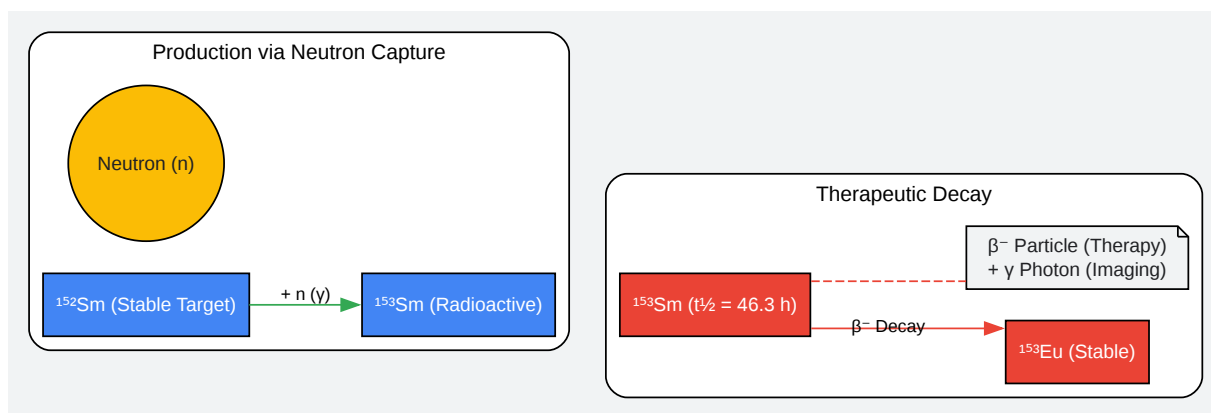 Production via Neutron Capture
Neutron (n)
¹⁵²Sm (Stable Target)
+ n (γ)
¹⁵³Sm (Radioactive)
Therapeutic Decay
β⁻ Particle (Therapy)
+ γ Photon (Imaging)
¹⁵³Sm (t½ = 46.3 h)
β⁻ Decay
¹⁵³Eu (Stable)